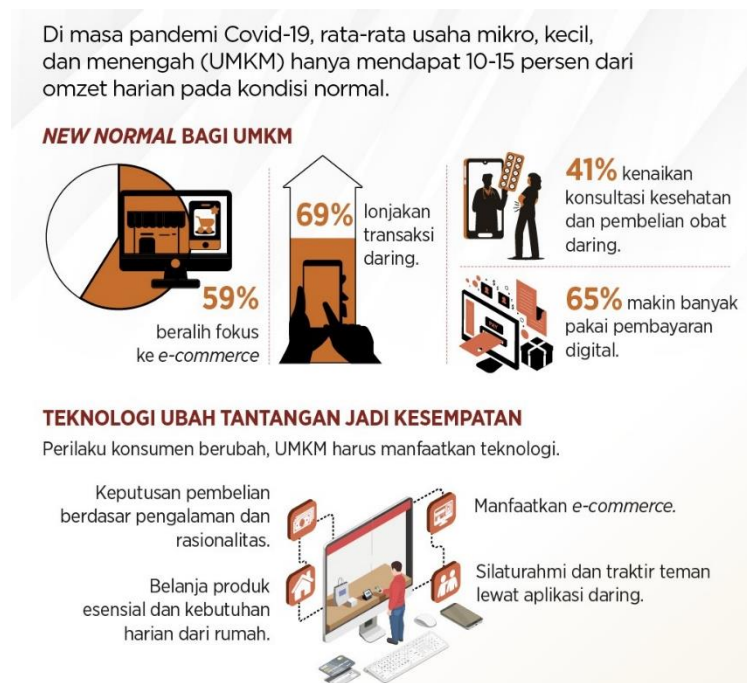 Di masa pandemi Covid-19, rata-rata usaha mikro, kecil,
dan menengah (UMKM) hanya mendapat 10-15 persen dari
omzet harian pada kondisi normal.
NEW NORMAL BAGI UMKM
59%
beralih fokus
ke e-commerce
69% lonjakan
transaksi
daring.
41% kenaikan
konsultasi kesehatan
dan pembelian obat
daring.
65% makin banyak
pakai pembayaran
digital.
TEKNOLOGI UBAH TANTANGAN JADI KESEMPATAN
Perilaku konsumen berubah, UMKM harus manfaatkan teknologi.
Keputusan pembelian
berdasar pengalaman dan
rasionalitas.
Belanja produk
esensial dan kebutuhan
harian dari rumah.
Manfaatkan e-commerce.
Silaturahmi dan traktir teman
lewat aplikasi daring.